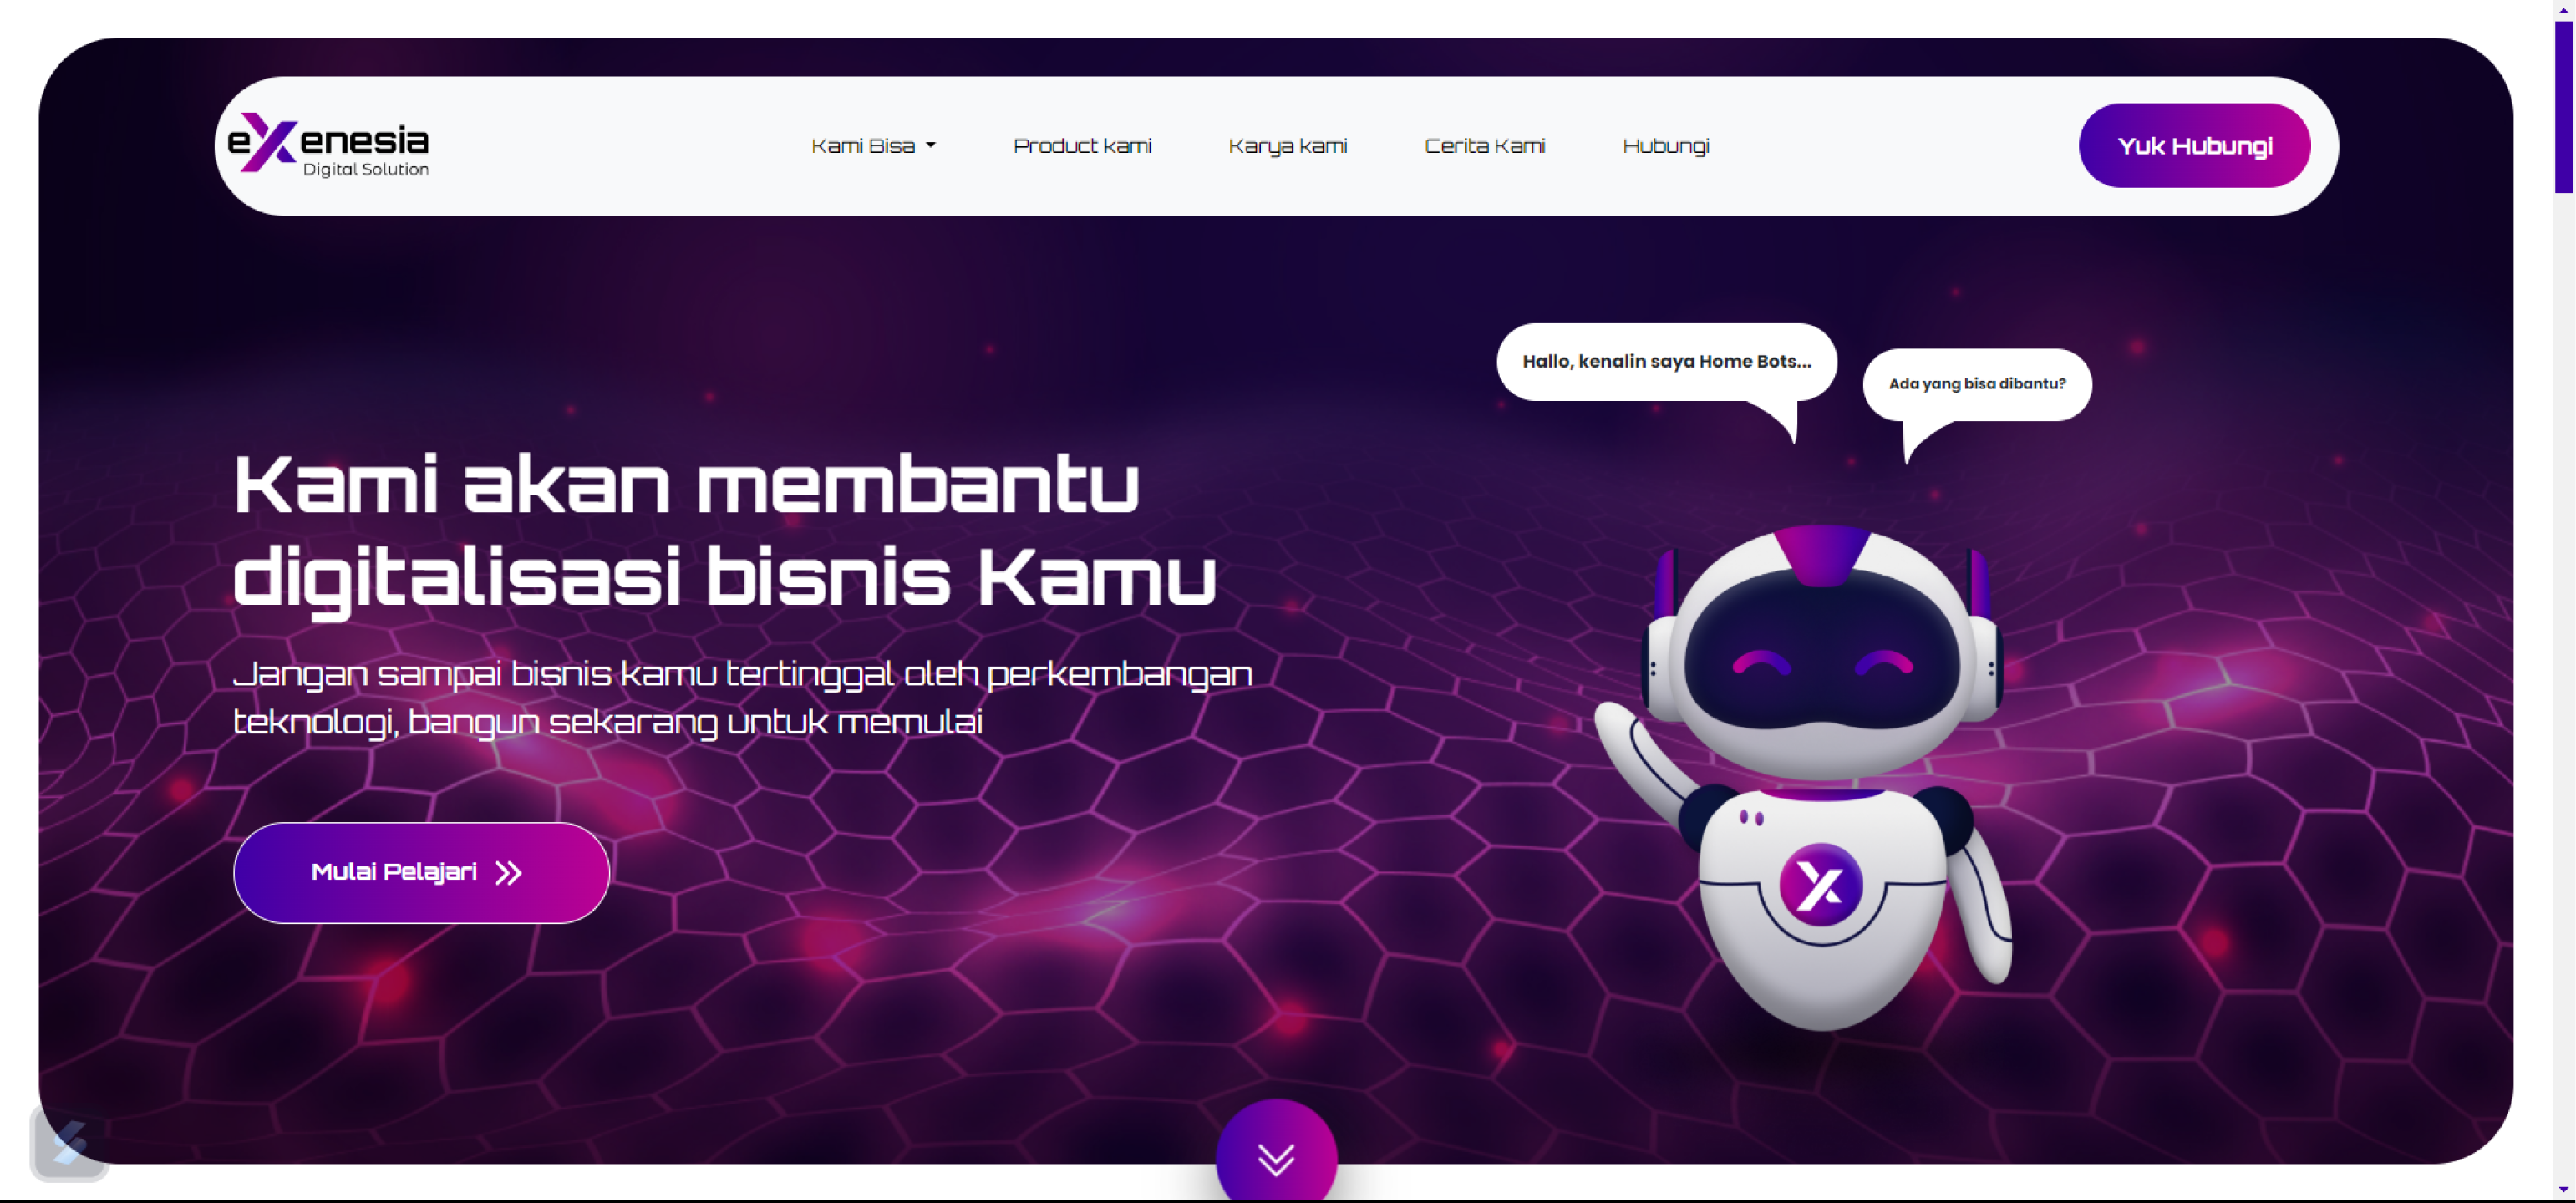 eXenesia
Digital Solution
Kami Bisa
Product kami
Karya kami
Cerita Kami
Hubungi
Yuk Hubungi
Hallo, kenalin saya Home Bots...
Ada yang bisa dibantu?
Kami akan membantu
digitalisasi bisnis Kamu
Jangan sampai bisnis kamu tertinggal oleh perkembangan
teknologi, bangun sekarang untuk memulai
Mulai Pelajari
X